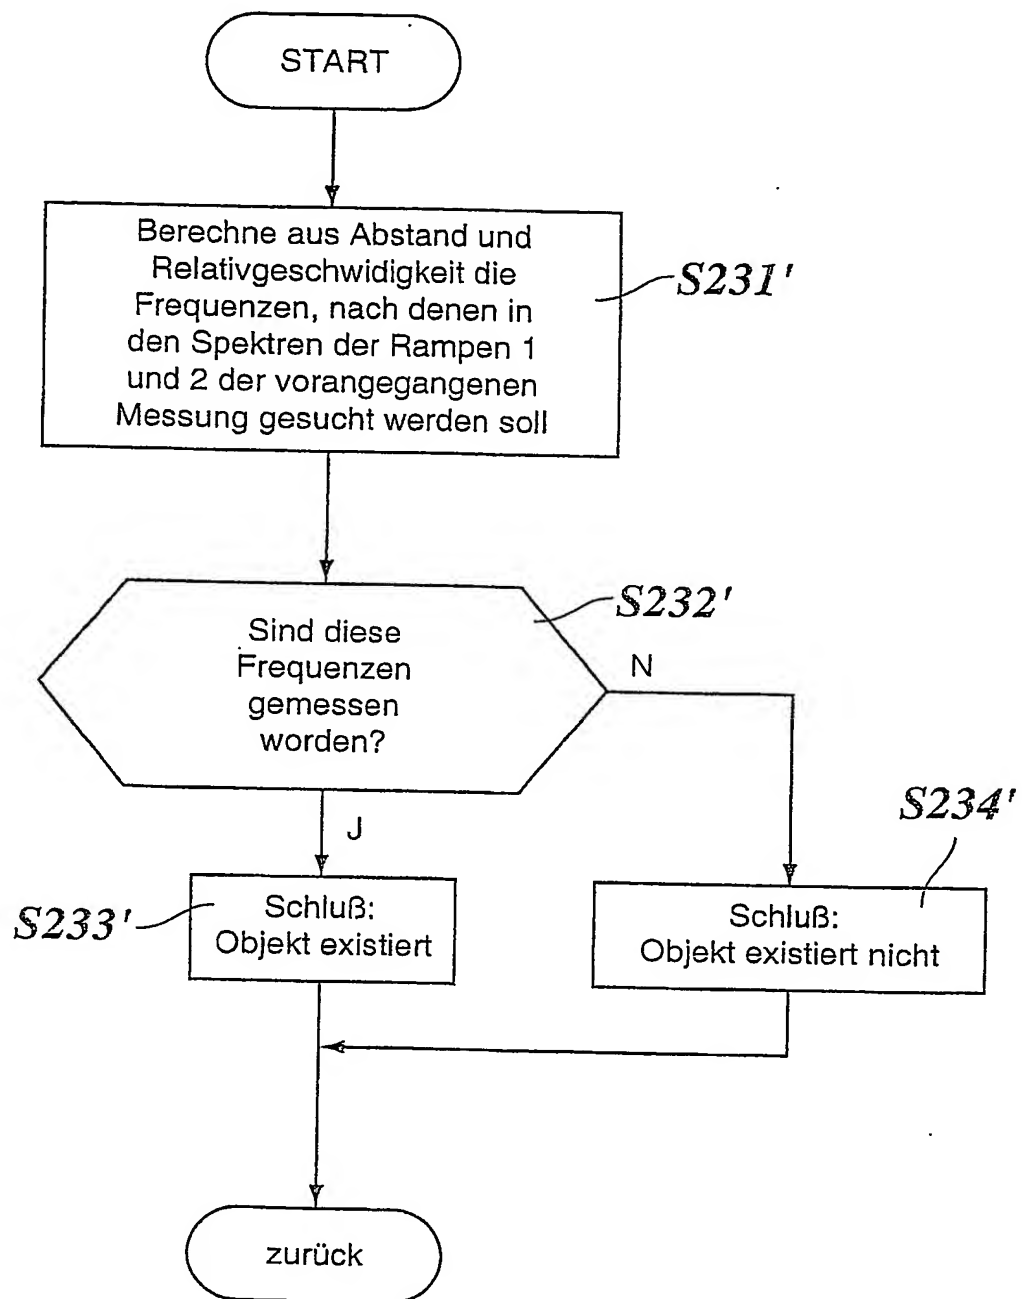 START
Berechne aus Abstand und
Relativgeschwidigkeit die
Frequenzen, nach denen in
den Spektren der Rampen 1
und 2 der vorangegangenen
Messung gesucht werden soll
S231'
Sind diese
Frequenzen
gemessen
worden?
S232'
N
J
S234'
Schluß:
Objekt existiert
S233'
Schluß:
Objekt existiert nicht
zurück